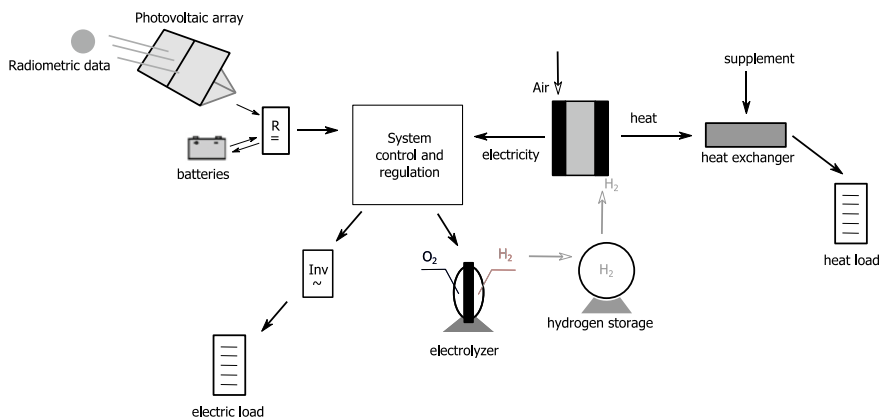 Photovoltaic array
Radiometric data
supplement
Air
R
=
System
control and
regulation
heat
electricity
batteries
heat exchanger
H2
heat load
Inv
~
O2
H2
H2
hydrogen storage
electrolyzer
electric load